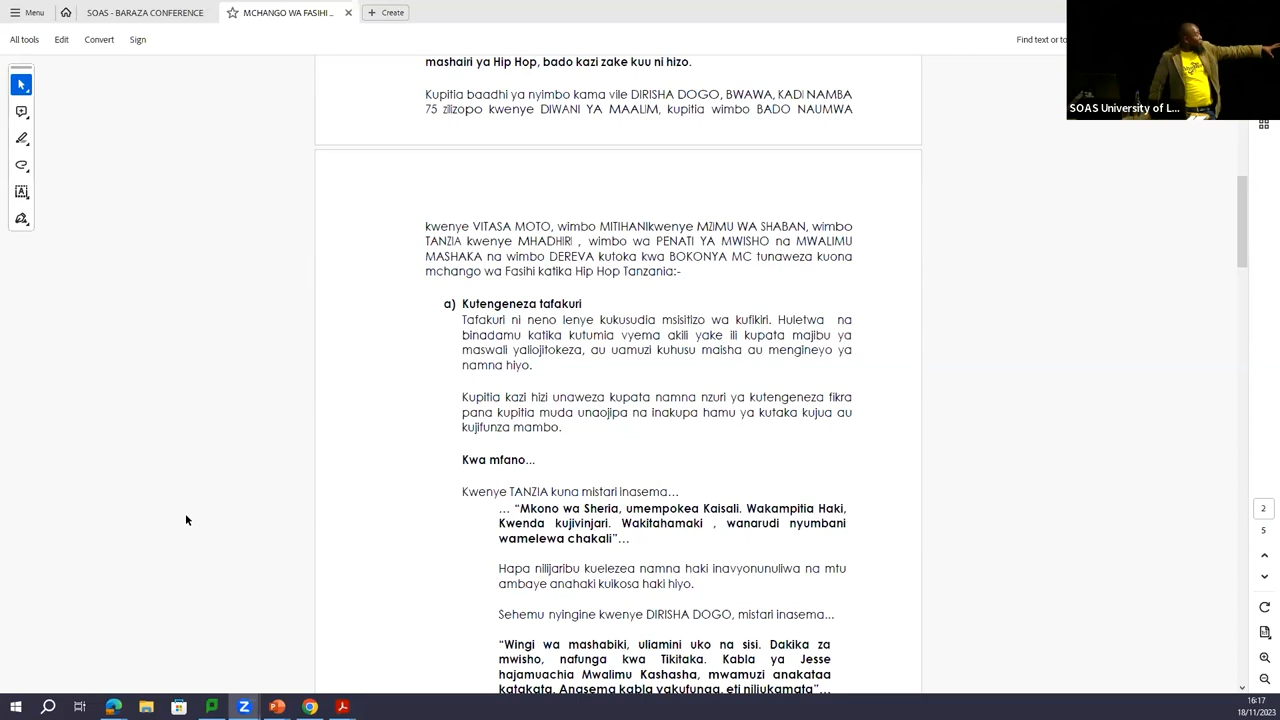 Menu
SOAS - BARAZA CONFERENCE
MCHANGO WA FASIHI ...
Create
All tools
Edit
Convert
Sign
Find text or to
SOAS University of L...
mashairi ya Hip Hop, bado kazi zake kuu ni hizo.
Kupitia baadhi ya nyimbo kama vile DIRISHA DOGO, BWAWA, KADI NAMBA
75 zilizopo kwenye DIWANI YA MAALIM, kupitia wimbo BADO NAUMWA
kwenye VITASA MOTO, wimbo MITIHANIkwenye MZIMU WA SHABAN, wimbo
TANZIA kwenye MHADHIRI , wimbo wa PENATI YA MWISHO na MWALIMU
MASHAKA na wimbo DEREVA kutoka kwa BOKONYA MC tunaweza kuona
mchango wa Fasihi katika Hip Hop Tanzania:-
a) Kutengeneza tafakuri
Tafakuri ni neno lenye kukusudia msisitizo wa kufikiri. Huletwa na
binadamu katika kutumia vyema akili yake ili kupata majibu ya
maswali yaliojitokeza, au uamuzi kuhusu maisha au mengineyo ya
namna hiyo.
Kupitia kazi hizi unaweza kupata namna nzuri ya kutengeneza fikra
pana kupitia muda unaojipa na inakupa hamu ya kutaka kujua au
kujifunza mambo.
Kwa mfano...
Kwenye TANZIA kuna mistari inasema...
... "Mkono wa Sheria, umempokea Kaisali. Wakampitia Haki,
Kwenda kujivinjari. Wakitahamaki , wanarudi nyumbani
wamelewa chakali"...
Hapa nilijaribu kuelezea namna haki inavyonunuliwa na mtu
ambaye anahaki kuikosa haki hiyo.
Sehemu nyingine kwenye DIRISHA DOGO, mistari inasema...
"Wingi wa mashabiki, uliamini uko na sisi. Dakika za
mwisho, nafunga kwa Tikitaka. Kabla ya Jesse
hajamuachia Mwalimu Kashasha, mwamuzi anakataa
katakata. Anasema kabla yakufunga, eti niliukamata"...
2
5
16:17
18/11/2023